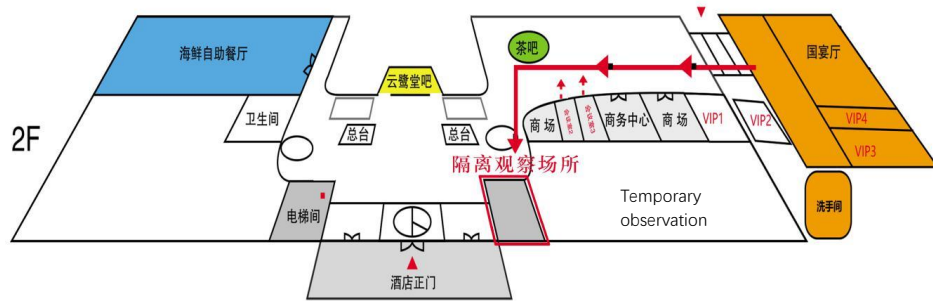 海鲜自助餐厅
茶吧
国宴厅
云鹭堂吧
卫生间
总台
总台
商场
商务中心
商场
VIP1
VIP2
VIP4
VIP3
2F
隔离观察场所
电梯间
Temporary
observation
洗手间
酒店正门